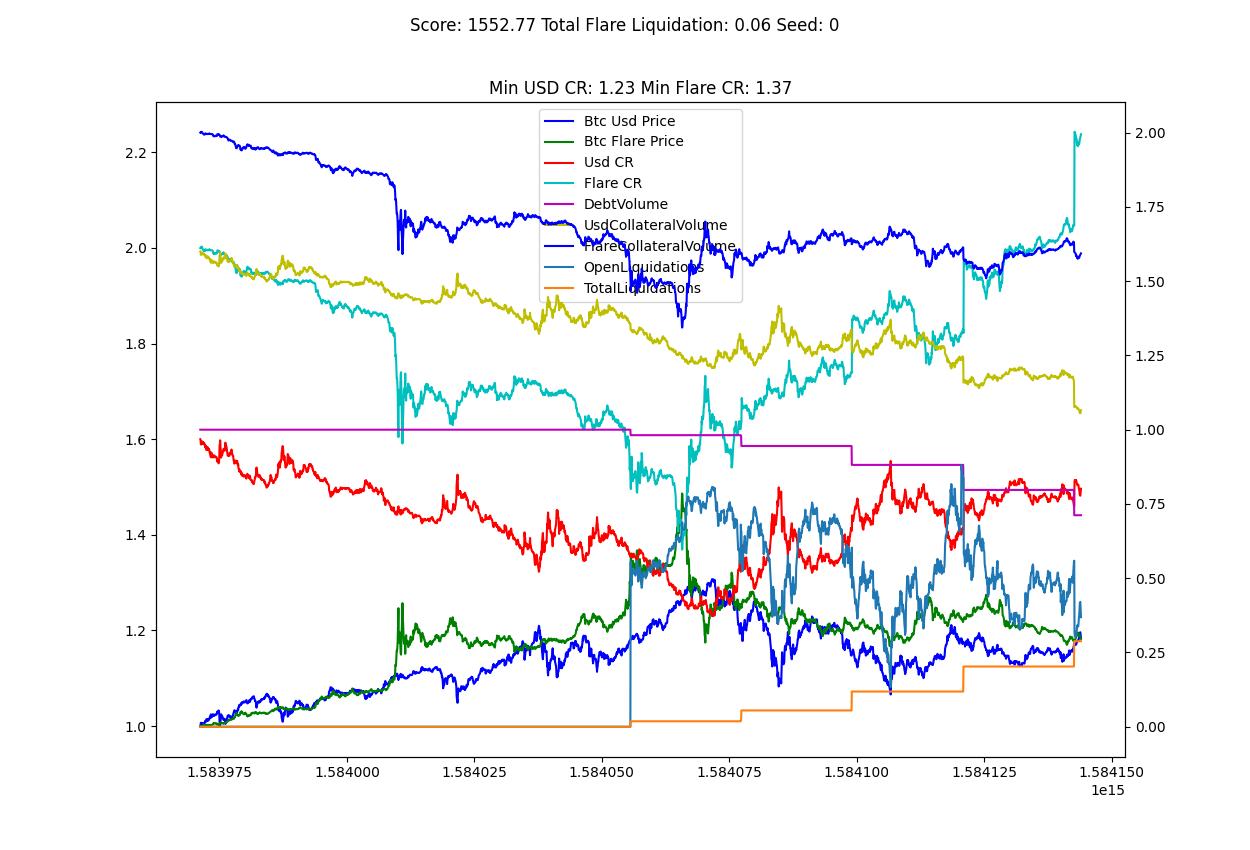 Score: 1552.77 Total Flare Liquidation: 0.06 Seed: 0
Min USD CR: 1.23 Min Flare CR: 1.37
Btc Usd Price
Btc Flare Price
Usd CR
Flare CR
DebtVolume
UsdCollateralVolume
FlareCollateralVolume
OpenLiquidations
TotalLiquidations
2.2
2.0
1.8
1.6
1.4
1.2
1.0
2.00
1.75
1.50
1.25
1.00
0.75
0.50
0.25
0.00
1.583975 1.584000 1.584025 1.584050 1.584075 1.584100 1.584125 1.584150
1e15